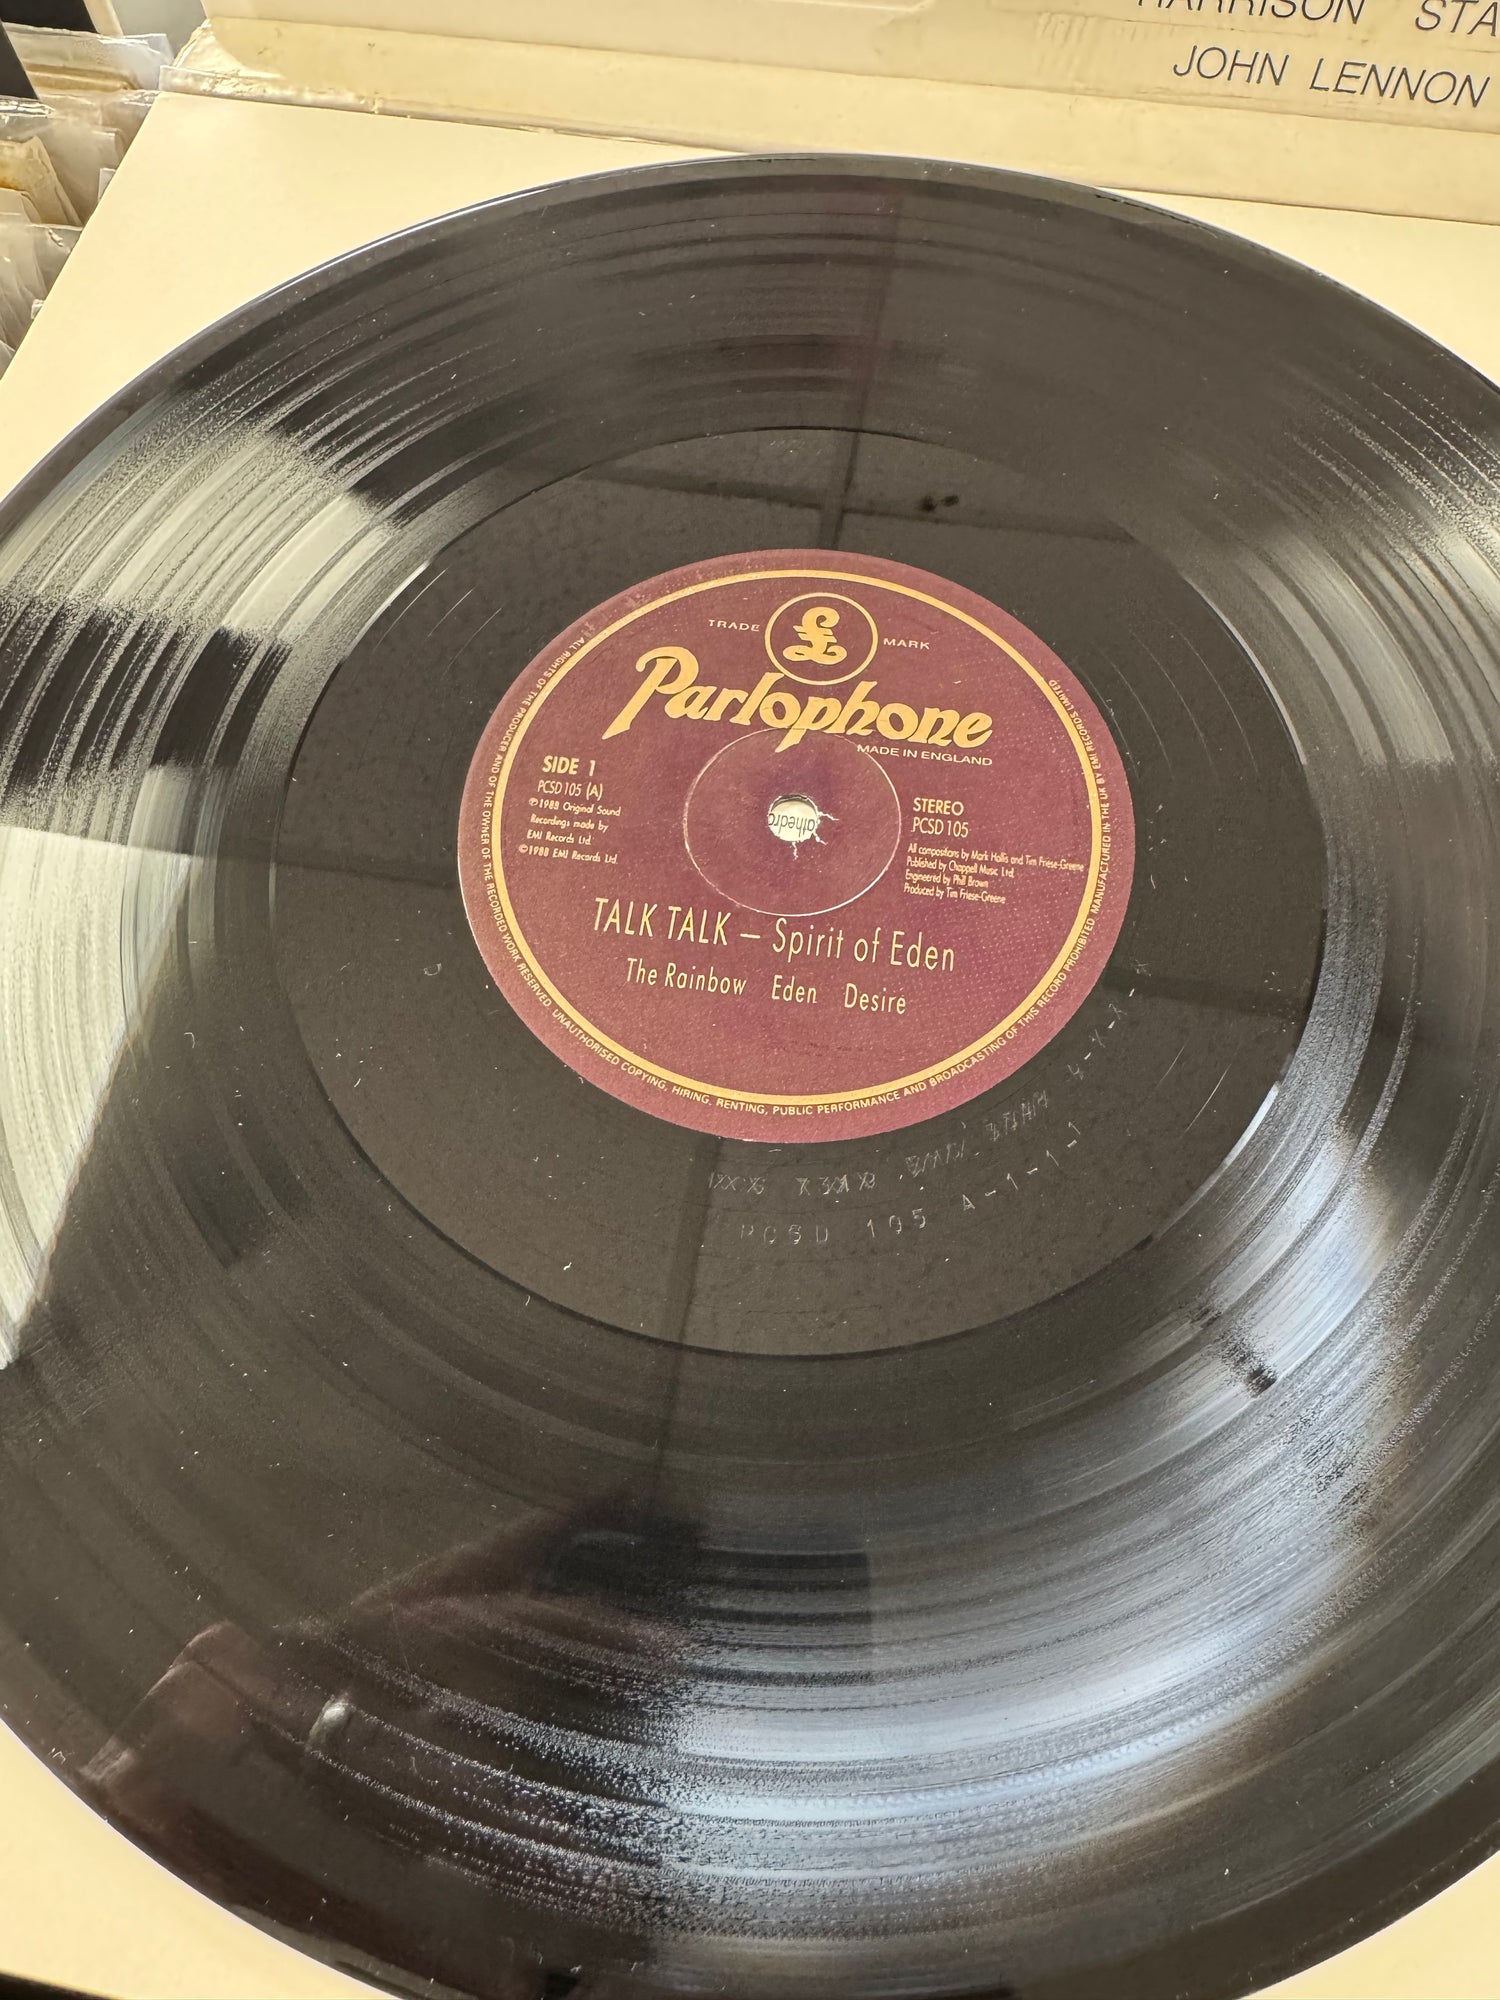 HARRISON STA
JOHN LENNON
TRADE MARK
Parlophone
MADE IN ENGLAND
SIDE 1
PCSD 105 (A)
℗1988 Original Sound
Recordings made by
EMI Records Ltd.
©1988 EMI Records Ltd.
STEREO
PCSD 105
All compositions by Mark Hollis and Tim Friese-Greene
Published by Chappell Music Ltd.
Engineered by Phill Brown
Produced by Tim Friese-Greene
athedra
TALK TALK – Spirit of Eden
The Rainbow Eden Desire
ALL RIGHTS OF THE PRODUCER AND OF THE OWNER OF THE RECORDED WORK RESERVED. UNAUTHORISED COPYING, HIRING, RENTING, PUBLIC PERFORMANCE AND BROADCASTING OF THIS RECORD PROHIBITED. MANUFACTURED IN THE UK BY EMI RECORDS LIMITED
PCSD 105 A-1-1-1